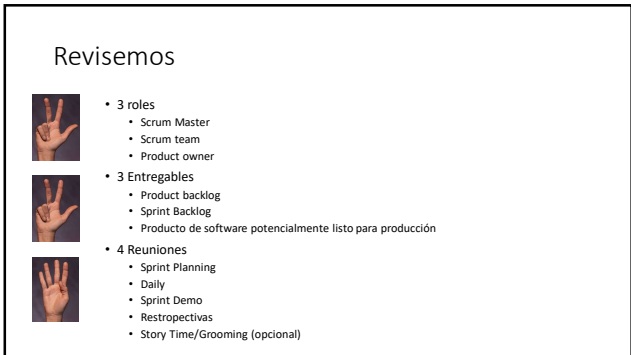 Revisemos
• 3 roles
• Scrum Master
• Scrum team
• Product owner
• 3 Entregables
• Product backlog
• Sprint Backlog
• Producto de software potencialmente listo para producción
• 4 Reuniones
• Sprint Planning
• Daily
• Sprint Demo
• Restropectivas
• Story Time/Grooming (opcional)